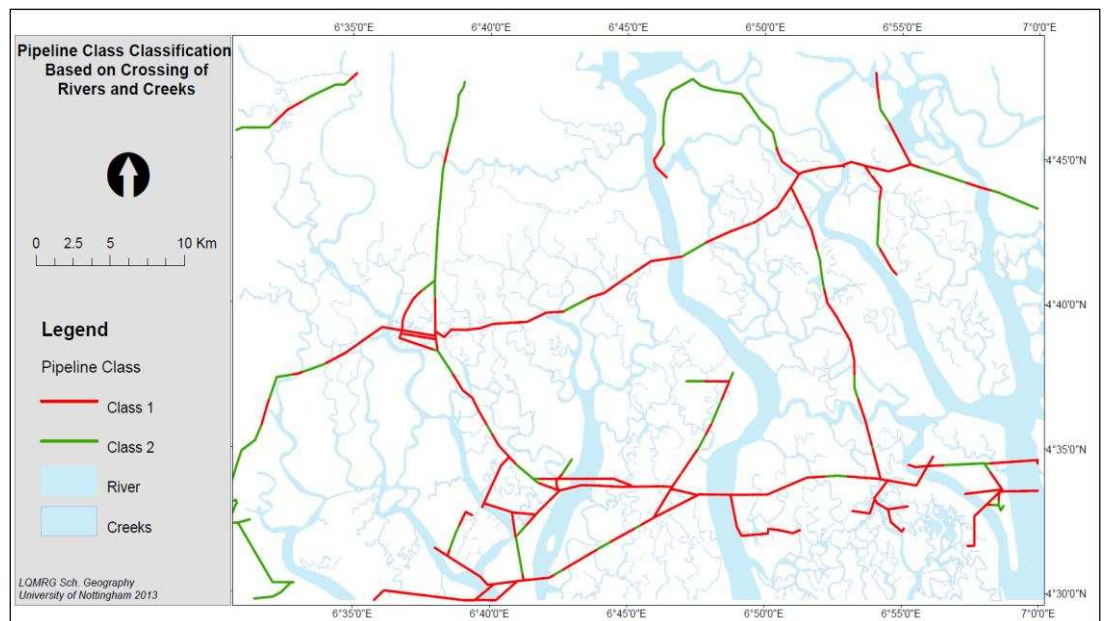 Pipeline Class Classification
Based on Crossing of
Rivers and Creeks
0 2.5 5 10 Km
Legend
Pipeline Class
Class 1
Class 2
River
Creeks
LQMRG Sch. Geography
University of Nottingham 2013
6°35'0"E 6°40'0"E 6°45'0"E 6°50'0"E 6°55'0"E 7°0'0"E
4°45'0"N
4°40'0"N
4°35'0"N
4°30'0"N
6°35'0"E 6°40'0"E 6°45'0"E 6°50'0"E 6°55'0"E 7°0'0"E